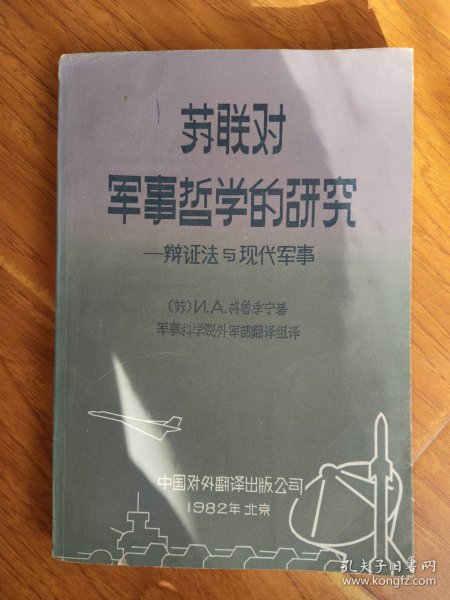 苏联对
军事哲学的研究
—辩证法与现代军事
(苏)И.А.格鲁季宁著
军事科学院外军部翻译组译
中国对外翻译出版公司
1982年 北京
孔夫子旧书网
www.kongfz.com